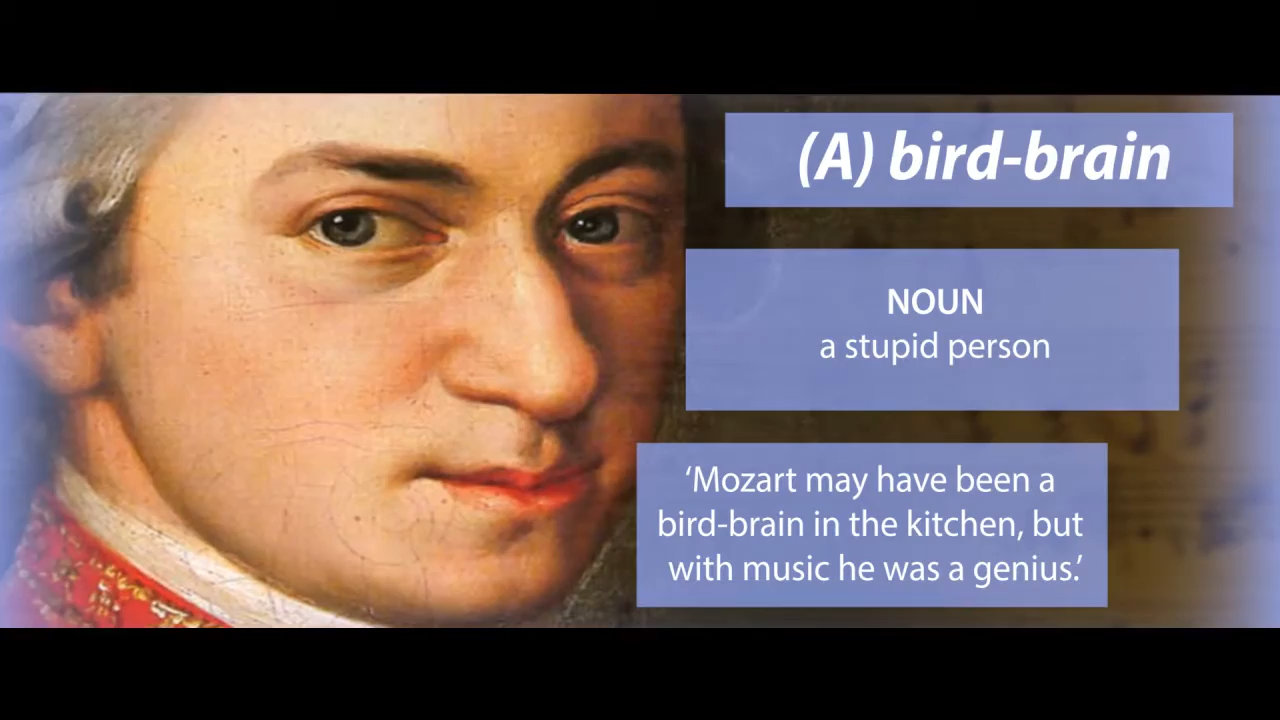 (A) bird-brain
NOUN
a stupid person
‘Mozart may have been a
bird-brain in the kitchen, but
with music he was a genius.’